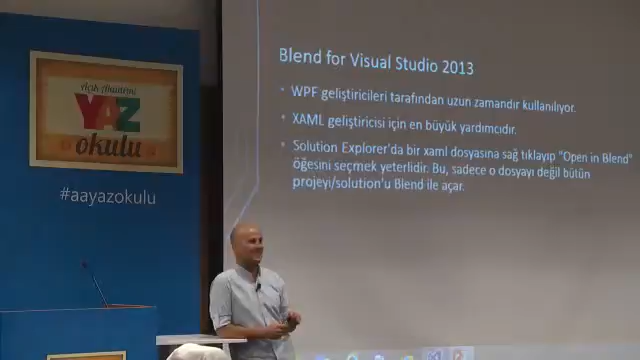 Açık Akademi
YAZ
okulu
#aayazokulu
Blend for Visual Studio 2013
• WPF geliştiricileri tarafından uzun zamandır kullanılıyor.
• XAML geliştiricisi için en büyük yardımcıdır.
• Solution Explorer'da bir xaml dosyasına sağ tıklayıp "Open in Blend"
öğesini seçmek yeterlidir. Bu, sadece o dosyayı değil bütün
projeyi/solution'u Blend ile açar.